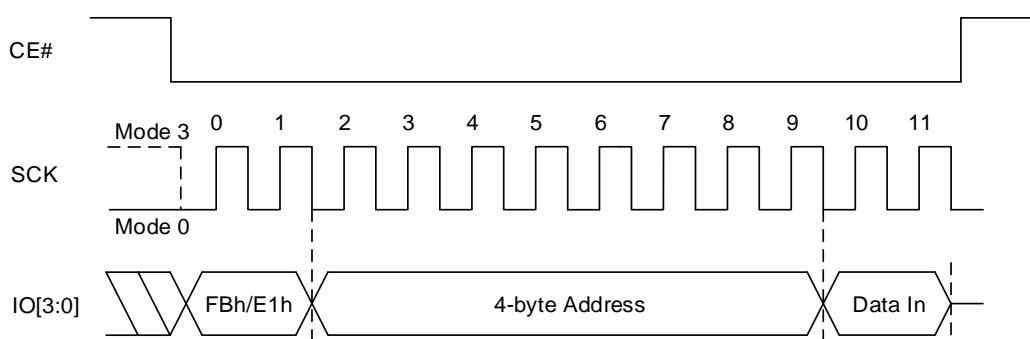 CE#
Mode 3 0 1 2 3 4 5 6 7 8 9 10 11
SCK
Mode 0
IO[3:0] FBh/E1h 4-byte Address Data In